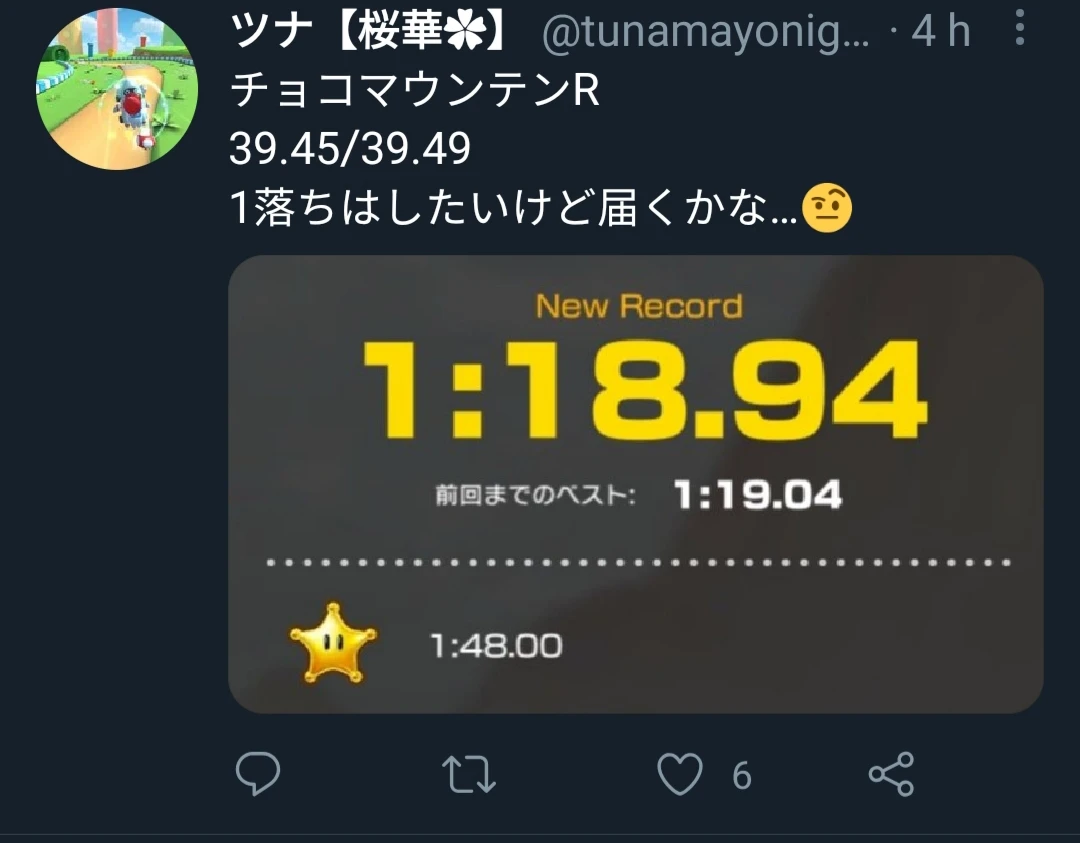 ツナ【桜華✽】 @tunamayonig… · 4 h
チョコマウンテンR
39.45/39.49
1落ちはしたいけど届くかな…🤨
New Record
1:18.94
前回までのベスト: 1:19.04
1:48.00
6